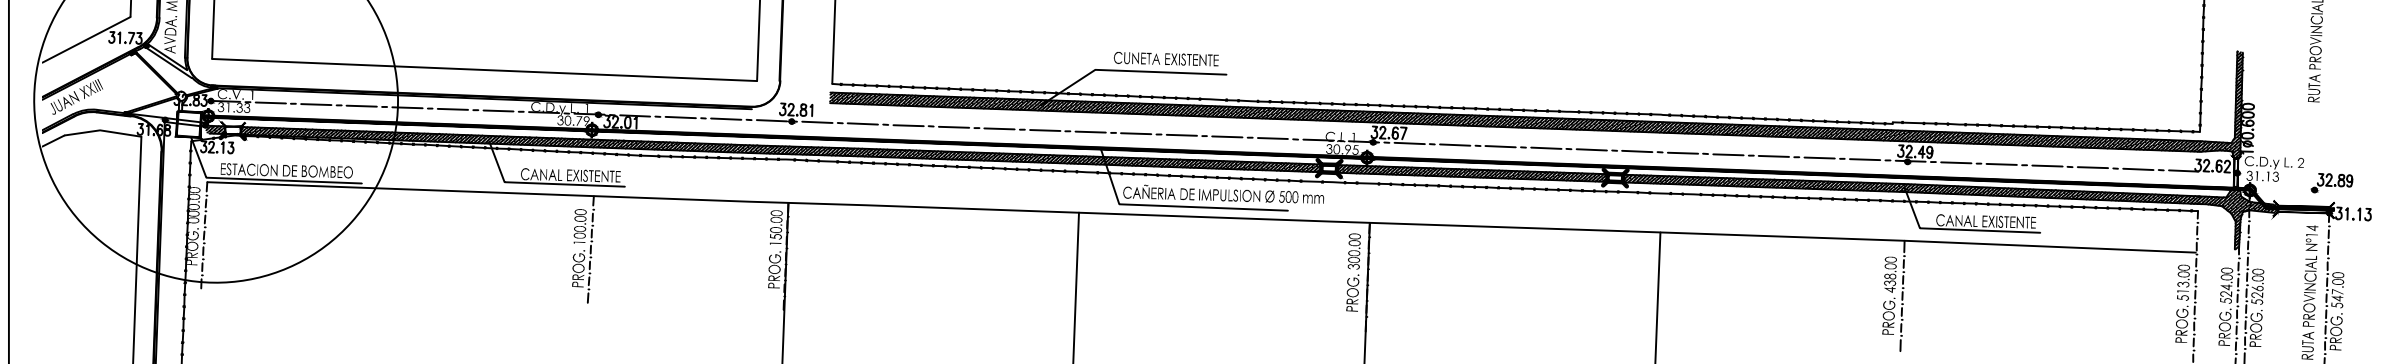 31.73
AVDA. M
JUAN XXIII
32.83
C.V. 1
31.33
31.68
32.13
ESTACION DE BOMBEO
PROG. 000.00
C.D.y L. 1
30.79
32.01
CANAL EXISTENTE
PROG. 100.00
32.81
PROG. 150.00
CUNETA EXISTENTE
CAÑERIA DE IMPULSION Ø 500 mm
C.L. 1
30.95
32.67
PROG. 300.00
32.49
CANAL EXISTENTE
PROG. 438.00
RUTA PROVINCIAL
1Ø0.600
32.62
C.D.y L. 2
31.13
32.89
31.13
PROG. 513.00
PROG. 524.00
PROG. 526.00
RUTA PROVINCIAL Nº14
PROG. 547.00